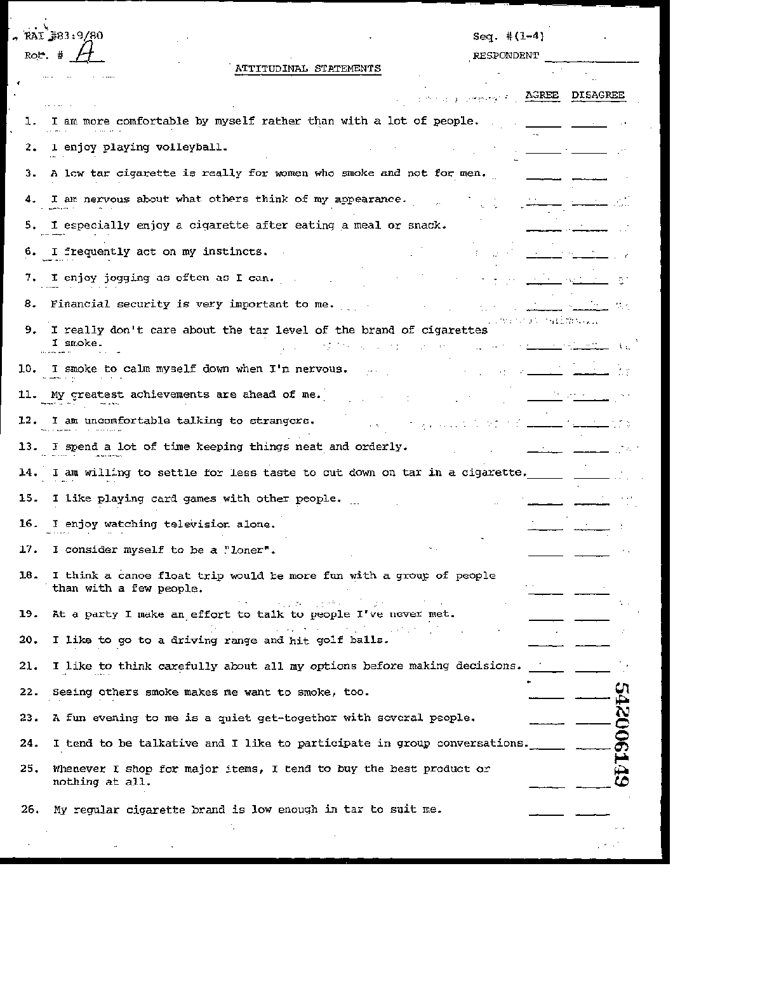 RAI #83:9/80
Seq. #(1-4)
Rot. # A
RESPONDENT
ATTITUDINAL STATEMENTS
AGREE DISAGREE
1. I am more comfortable by myself rather than with a lot of people.
2. I enjoy playing volleyball.
3. A low tar cigarette is really for women who smoke and not for men.
4. I am nervous about what others think of my appearance.
5. I especially enjoy a cigarette after eating a meal or snack.
6. I frequently act on my instincts.
7. I enjoy jogging as often as I can.
8. Financial security is very important to me.
9. I really don't care about the tar level of the brand of cigarettes
I smoke.
10. I smoke to calm myself down when I'm nervous.
11. My greatest achievements are ahead of me.
12. I am uncomfortable talking to strangers.
13. I spend a lot of time keeping things neat and orderly.
14. I am willing to settle for less taste to cut down on tar in a cigarette.
15. I like playing card games with other people.
16. I enjoy watching television alone.
17. I consider myself to be a "loner".
18. I think a canoe float trip would be more fun with a group of people
than with a few people.
19. At a party I make an effort to talk to people I've never met.
20. I like to go to a driving range and hit golf balls.
21. I like to think carefully about all my options before making decisions.
22. Seeing others smoke makes me want to smoke, too.
23. A fun evening to me is a quiet get-together with several people.
24. I tend to be talkative and I like to participate in group conversations.
25. Whenever I shop for major items, I tend to buy the best product or
nothing at all.
26. My regular cigarette brand is low enough in tar to suit me.
542006149